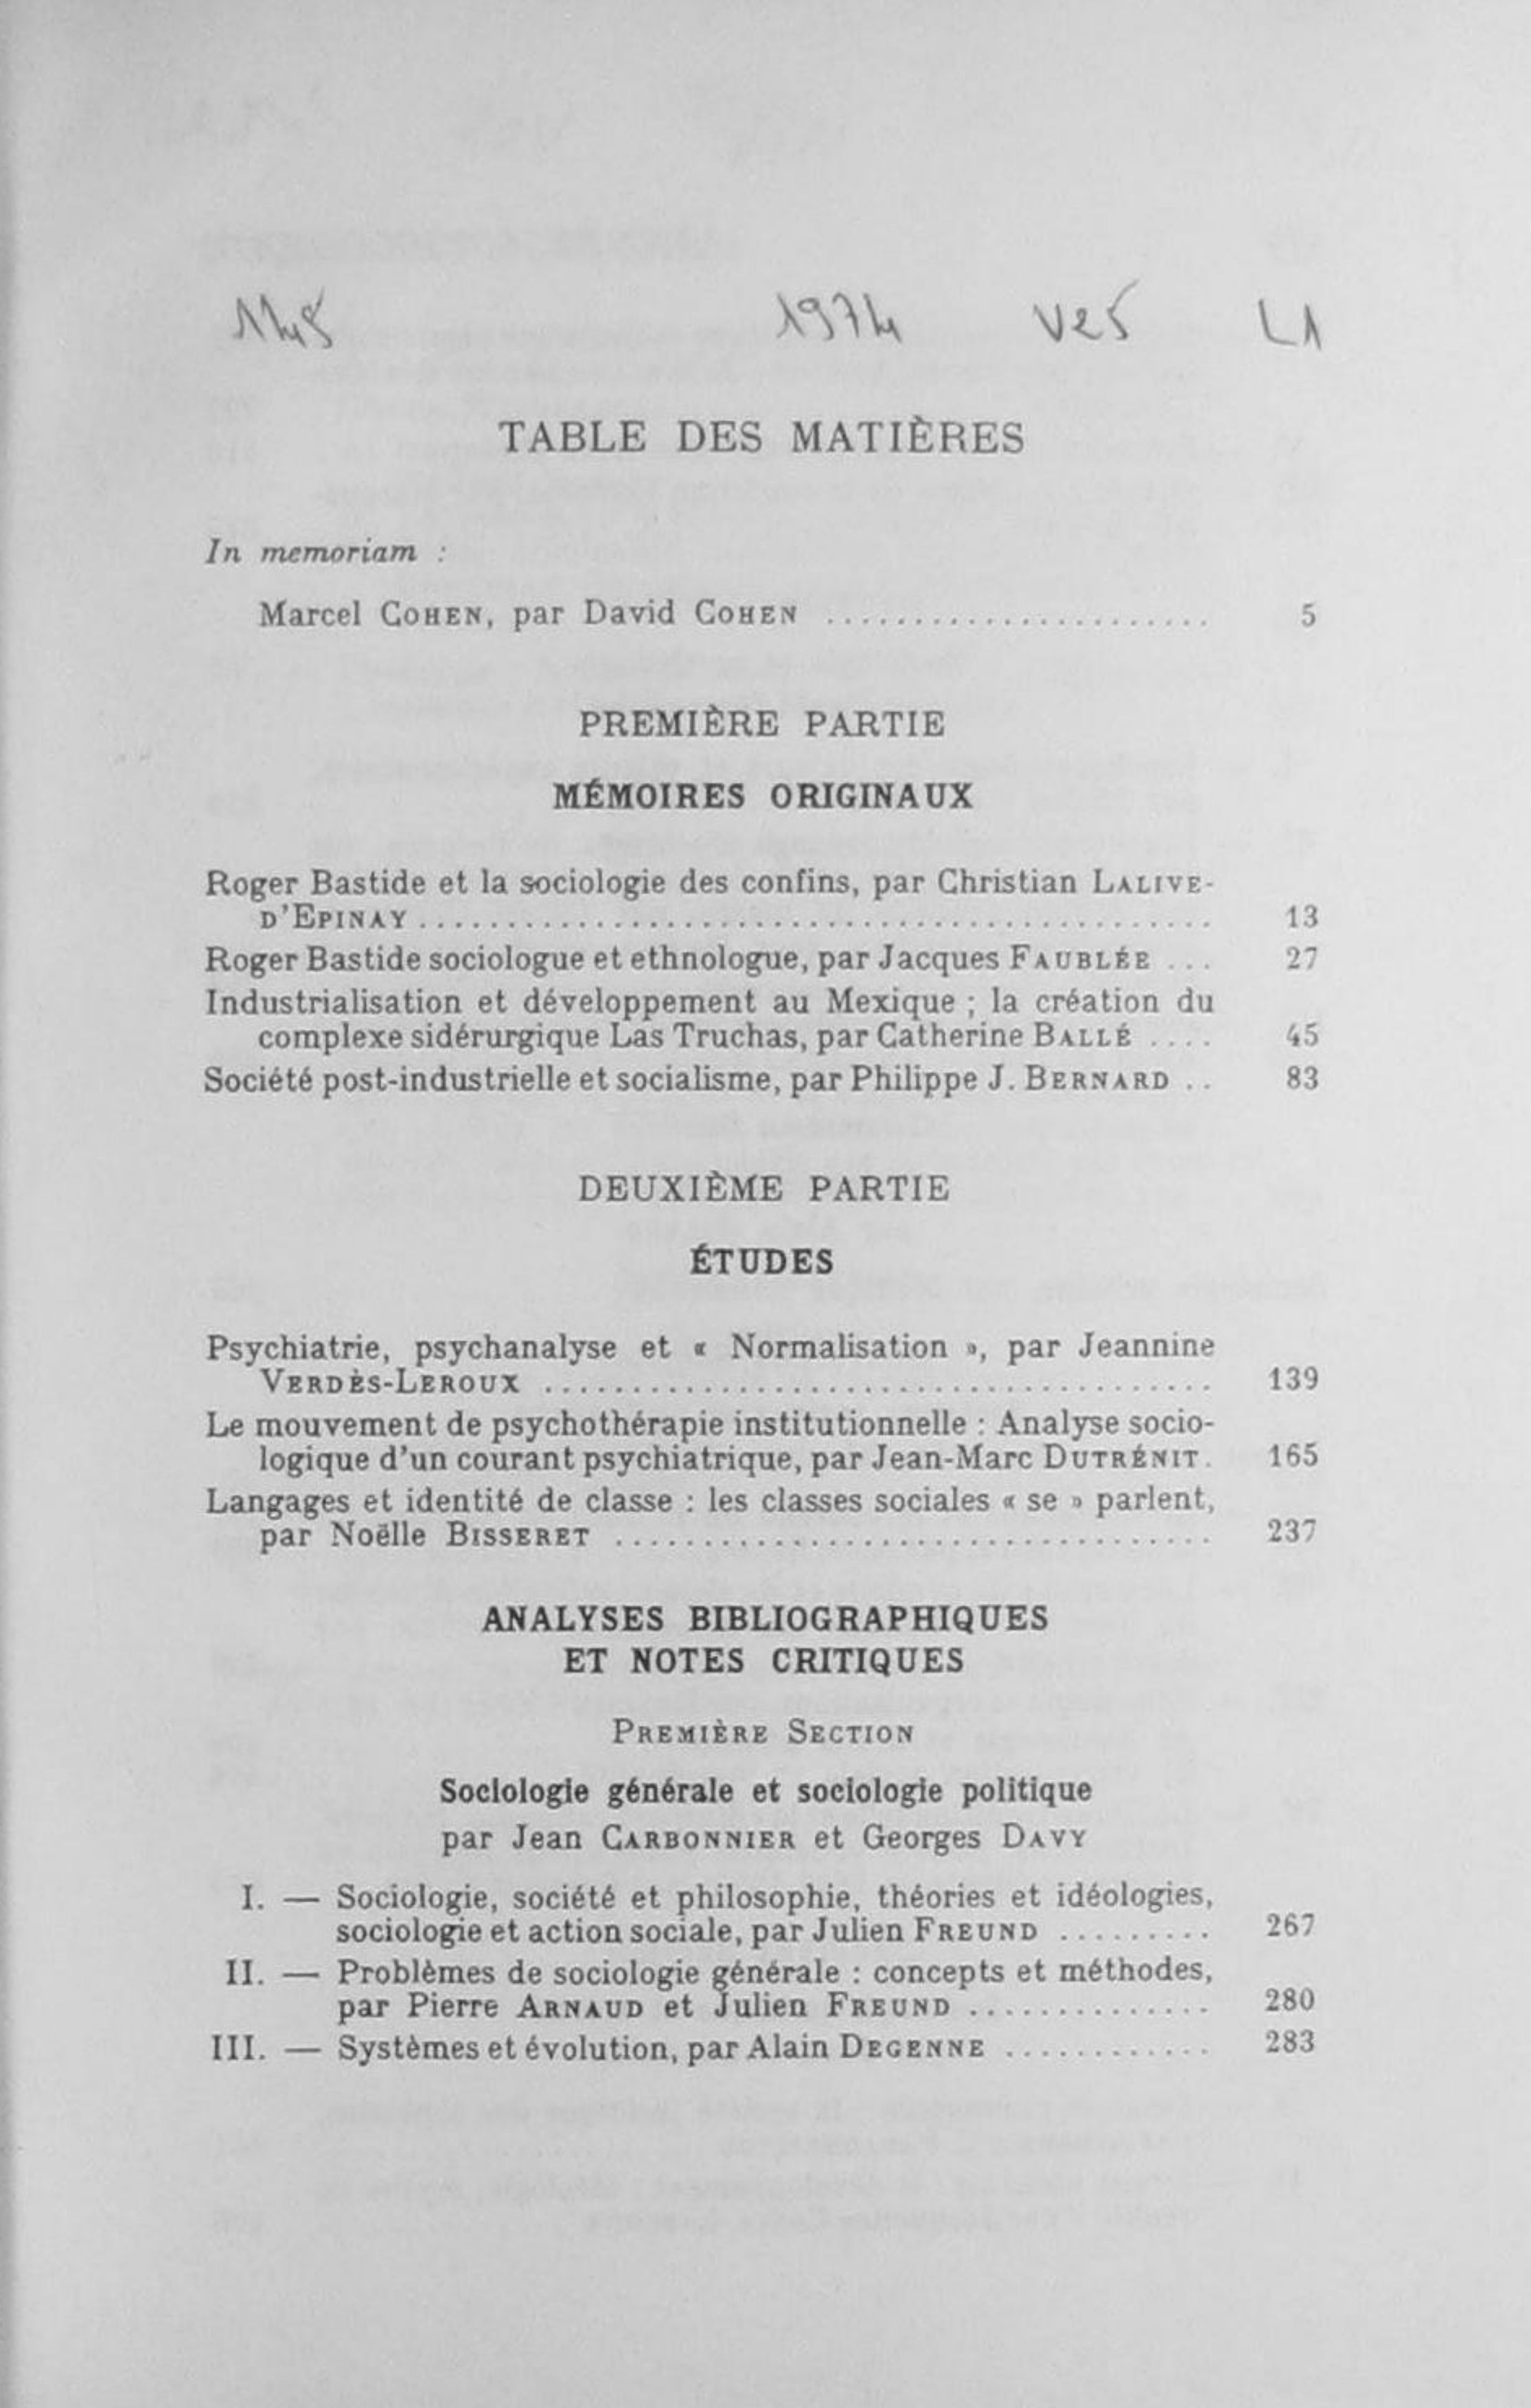 1148 1974 V25 L1
TABLE DES MATIÈRES
In memoriam :
Marcel COHEN, par David COHEN ...................... 5
PREMIÈRE PARTIE
MÉMOIRES ORIGINAUX
Roger Bastide et la sociologie des confins, par Christian LALIVE-
D'EPINAY .............................................. 13
Roger Bastide sociologue et ethnologue, par Jacques FAUBLÉE ... 27
Industrialisation et développement au Mexique ; la création du
complexe sidérurgique Las Truchas, par Catherine BALLÉ .... 45
Société post-industrielle et socialisme, par Philippe J. BERNARD .. 83
DEUXIÈME PARTIE
ÉTUDES
Psychiatrie, psychanalyse et « Normalisation », par Jeannine
VERDÈS-LEROUX ....................................... 139
Le mouvement de psychothérapie institutionnelle : Analyse socio-
logique d'un courant psychiatrique, par Jean-Marc DUTRÉNIT. 165
Langages et identité de classe : les classes sociales « se » parlent,
par Noëlle BISSERET ................................... 237
ANALYSES BIBLIOGRAPHIQUES
ET NOTES CRITIQUES
PREMIÈRE SECTION
Sociologie générale et sociologie politique
par Jean CARBONNIER et Georges DAVY
I. — Sociologie, société et philosophie, théories et idéologies,
sociologie et action sociale, par Julien FREUND ......... 267
II. — Problèmes de sociologie générale : concepts et méthodes,
par Pierre ARNAUD et Julien FREUND .............. 280
III. — Systèmes et évolution, par Alain DEGENNE ............ 283